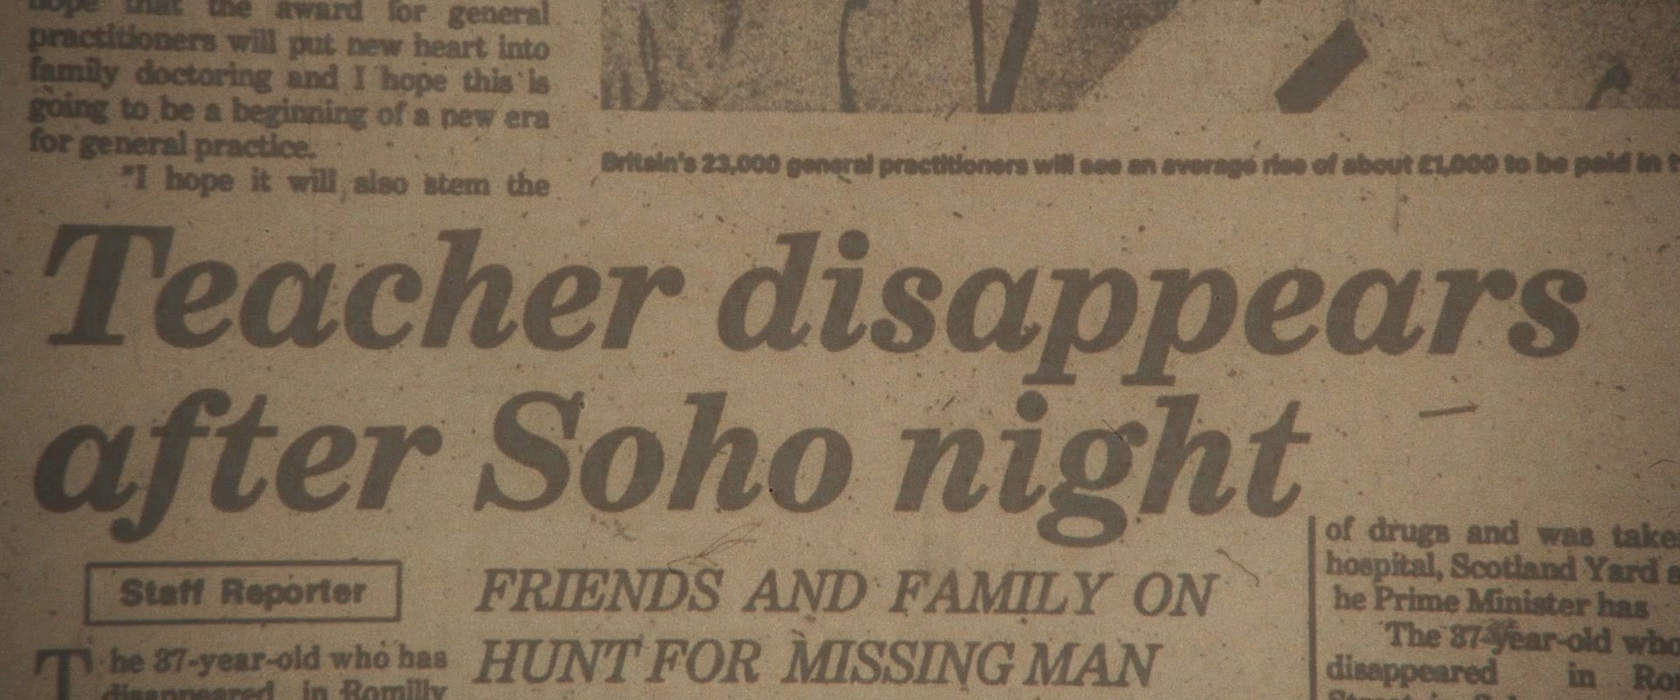 hope that the award for general
practitioners will put new heart into
family doctoring and I hope this is
going to be a beginning of a new era
for general practice.
"I hope it will also stem the
Britain's 23,000 general practitioners will see an average rise of about £1,000 to be paid in
Teacher disappears
after Soho night
Staff Reporter
The 37-year-old who has
disappeared in Romilly
FRIENDS AND FAMILY ON
HUNT FOR MISSING MAN
of drugs and was take
hospital, Scotland Yard
he Prime Minister has
The 37-year-old who
disappeared in Ro